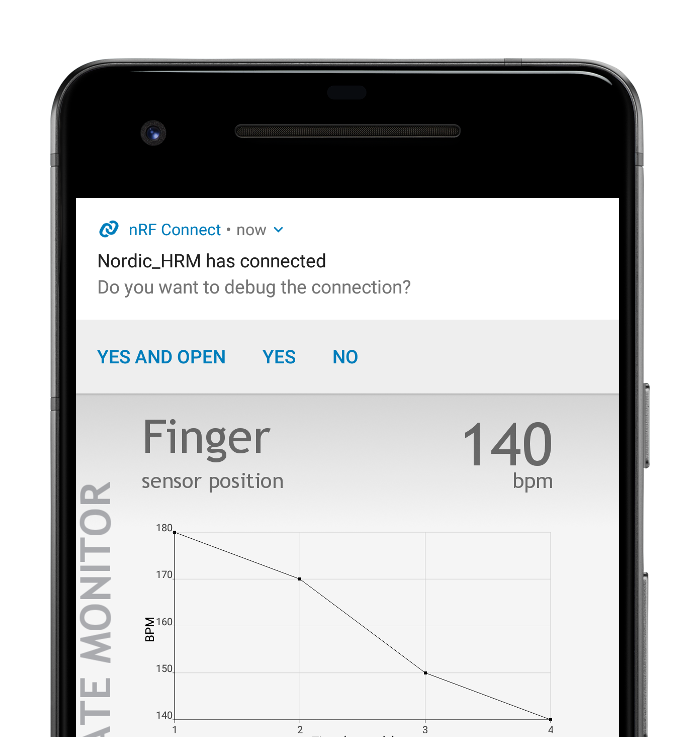 nRF Connect • now
Nordic_HRM has connected
Do you want to debug the connection?
YES AND OPEN YES NO
Finger 140
sensor position bpm
MONITOR
180
170
160
150
140
BPM
1 2 3 4